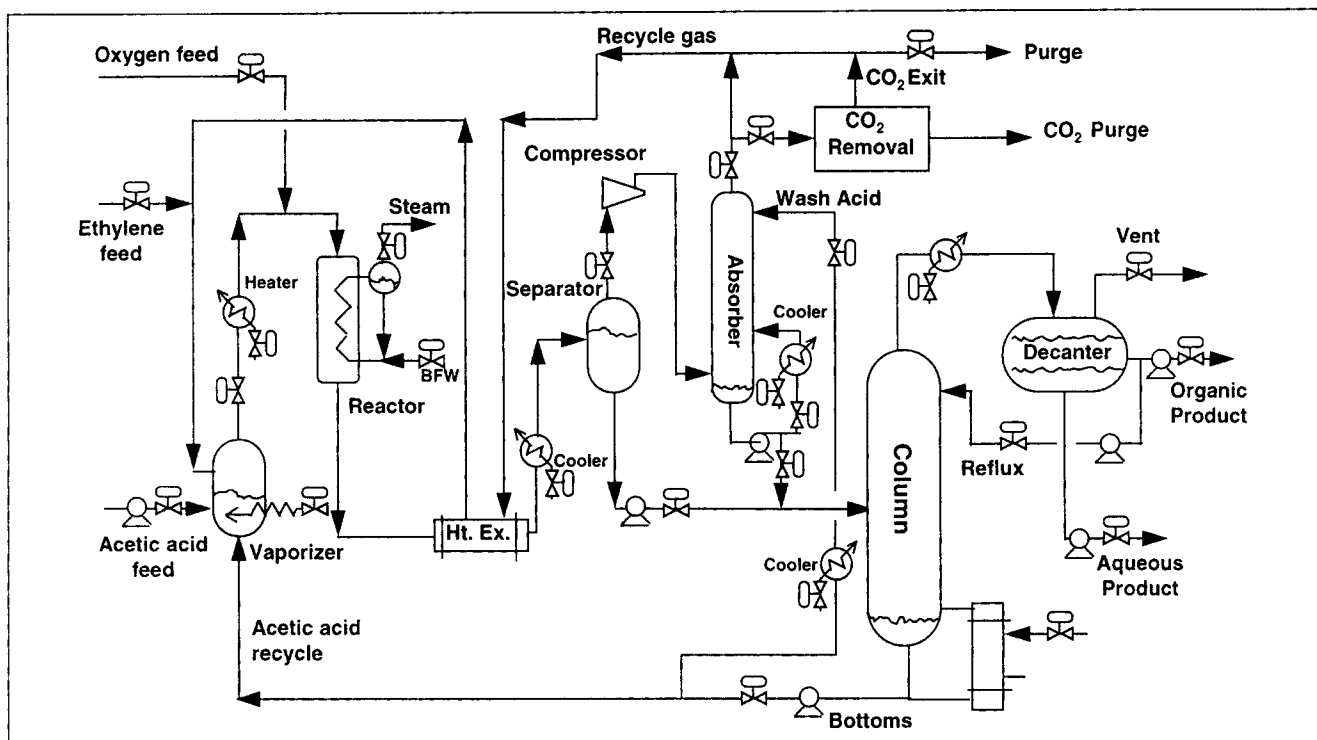 Recycle gas
Oxygen feed
Purge
CO2 Exit
CO2
Removal
CO2 Purge
Compressor
Wash Acid
Ethylene
feed
Steam
Vent
Heater
Separator
Absorber
Cooler
Decanter
BFW
Reactor
Organic
Product
Column
Reflux
Cooler
Ht. Ex.
Acetic acid
feed
Vaporizer
Cooler
Aqueous
Product
Acetic acid
recycle
Bottoms